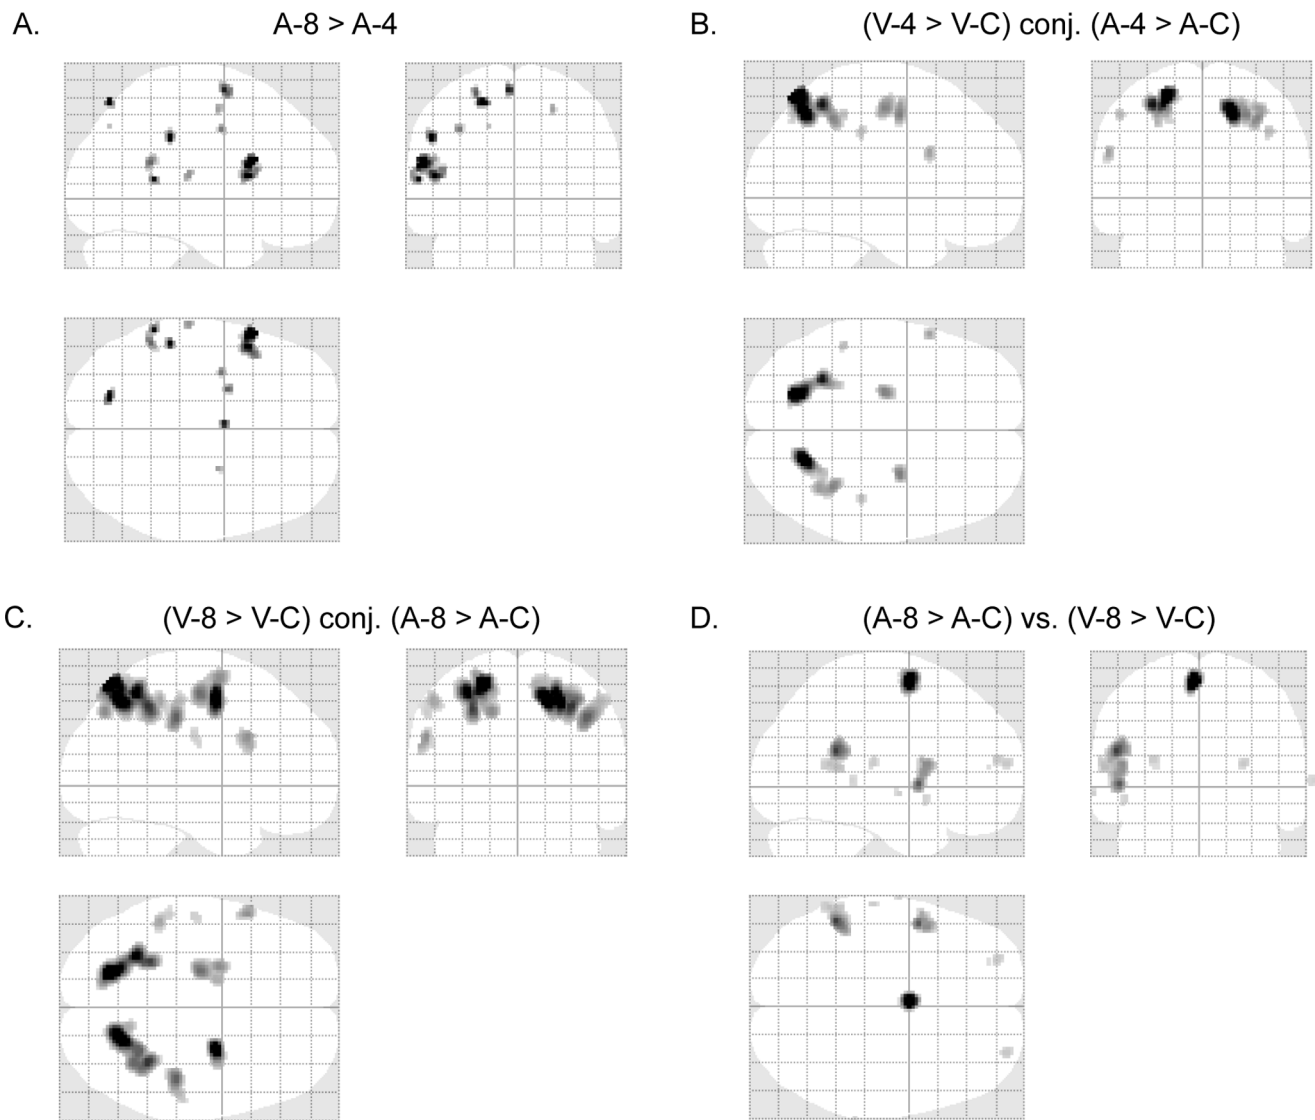 A.
A-8 > A-4
B.
(V-4 > V-C) conj. (A-4 > A-C)
C.
(V-8 > V-C) conj. (A-8 > A-C)
D.
(A-8 > A-C) vs. (V-8 > V-C)